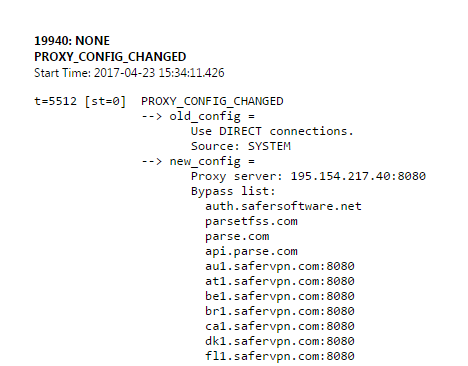 19940: NONE
PROXY_CONFIG_CHANGED
Start Time: 2017-04-23 15:34:11.426
t=5512 [st=0] PROXY_CONFIG_CHANGED
--> old_config =
Use DIRECT connections.
Source: SYSTEM
--> new_config =
Proxy server: 195.154.217.40:8080
Bypass list:
auth.safersoftware.net
parsetfss.com
parse.com
api.parse.com
au1.safervpn.com:8080
at1.safervpn.com:8080
be1.safervpn.com:8080
br1.safervpn.com:8080
ca1.safervpn.com:8080
dk1.safervpn.com:8080
fl1.safervpn.com:8080